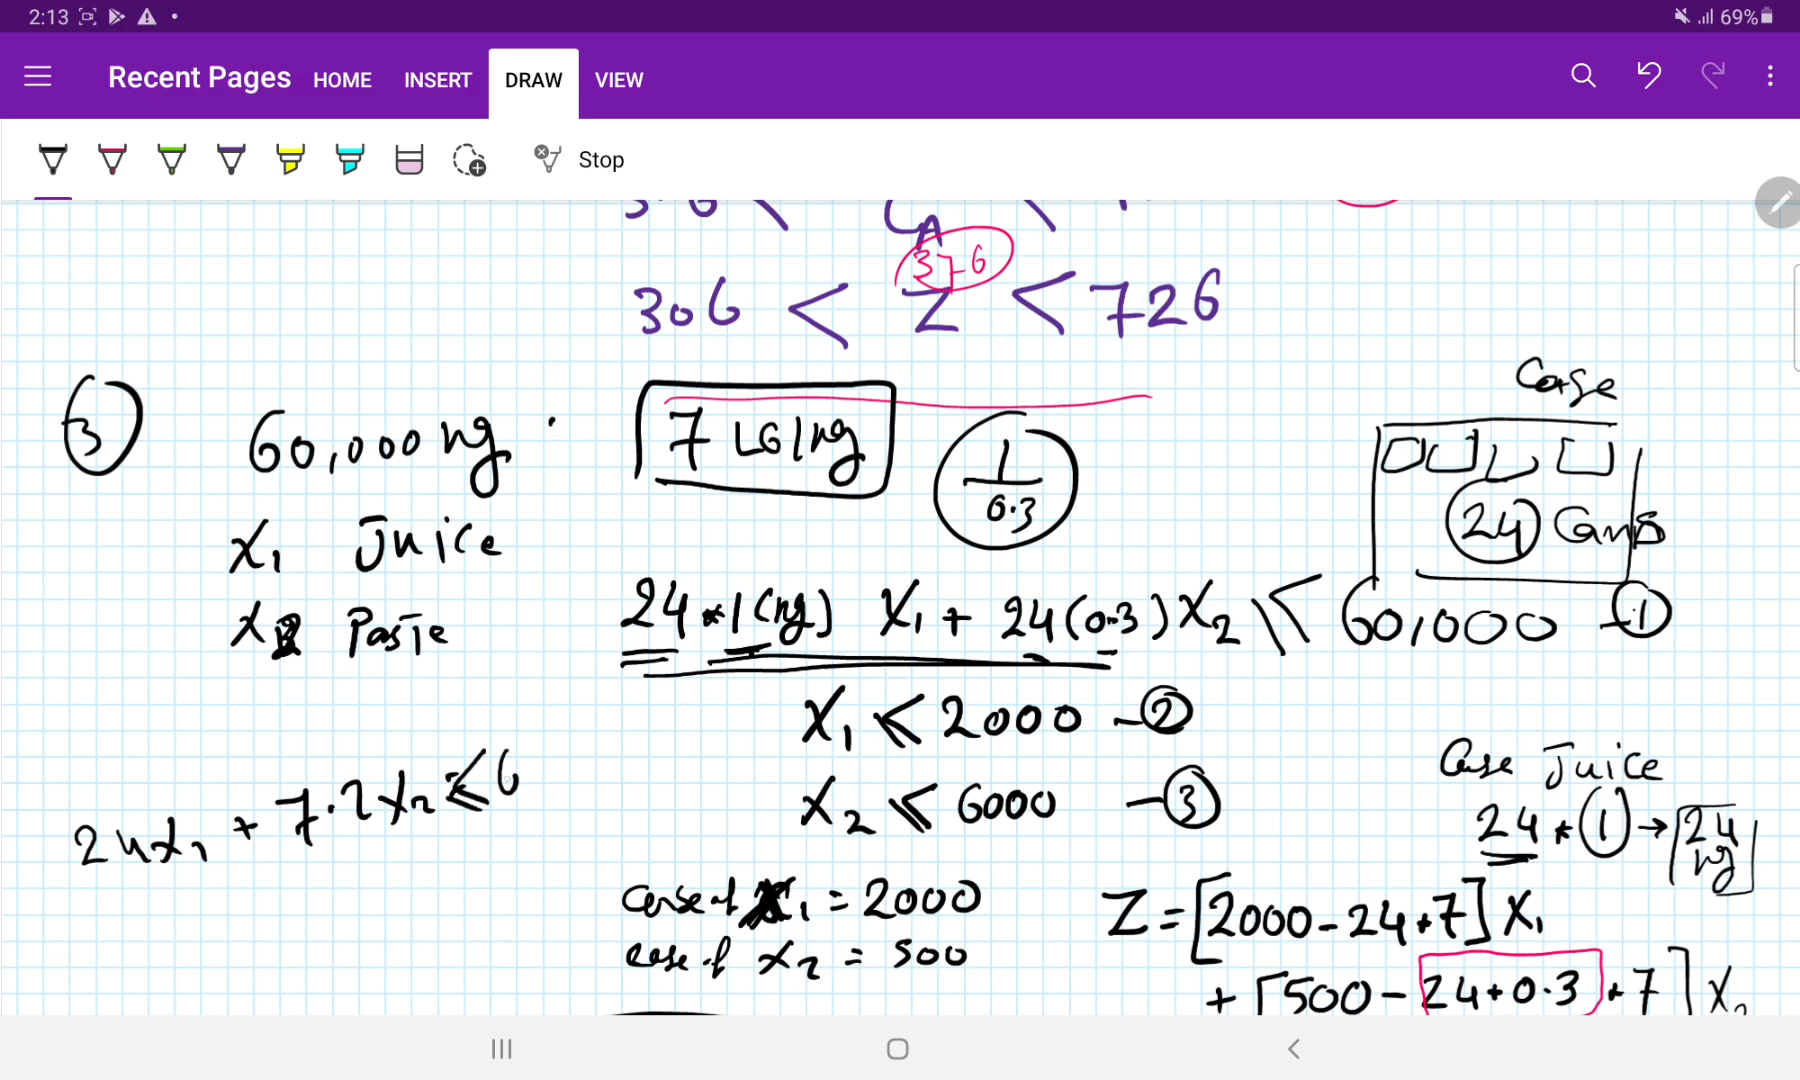 2:13
69%
Recent Pages HOME INSERT DRAW VIEW
Stop
306 < Z < 726
376
3
60,000 kg
7 LG/kg
1/0.3
Case
24 Cans
X₁ Juice
X₂ Paste
24*1(kg) X₁ + 24(0.3)X₂ ≤ 60,000 -①
X₁ ≤ 2000 -②
X₂ ≤ 6000 -③
24x₁ + 7.2x₂ ≤ 6
Case Juice
24*(1) → 24 kg
case of X₁ = 2000
case of X₂ = 500
Z = [2000-24*7] X₁
+ [500-24*0.3*7] X₂